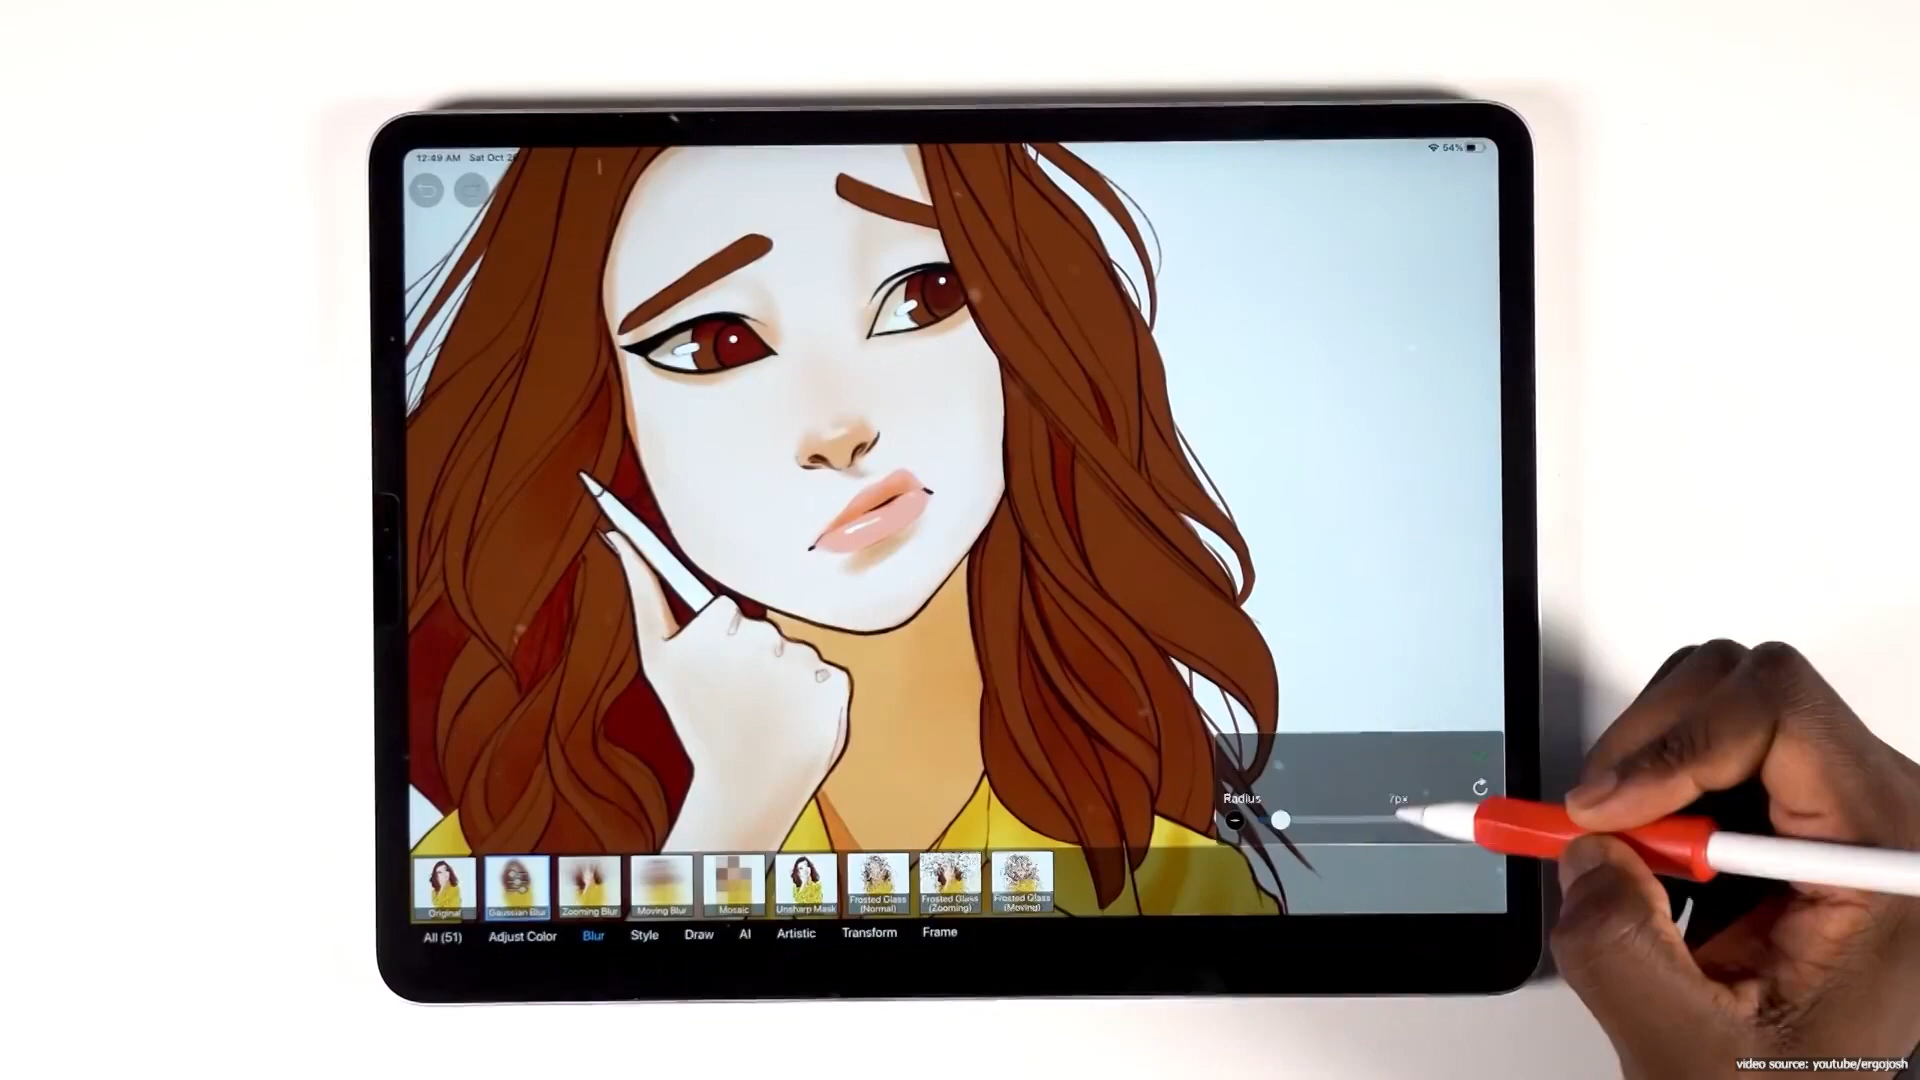 12:49 AM Sat Oct 2
54%
Radius 7px
Original
Gaussian Blur
Zooming Blur
Moving Blur
Mosaic
Unsharp Mask
Frosted Glass
(Normal)
Frosted Glass
(Zooming)
Frosted Glass
(Moving)
All (51) Adjust Color Blur Style Draw AI Artistic Transform Frame
video source: youtube/ergojosh